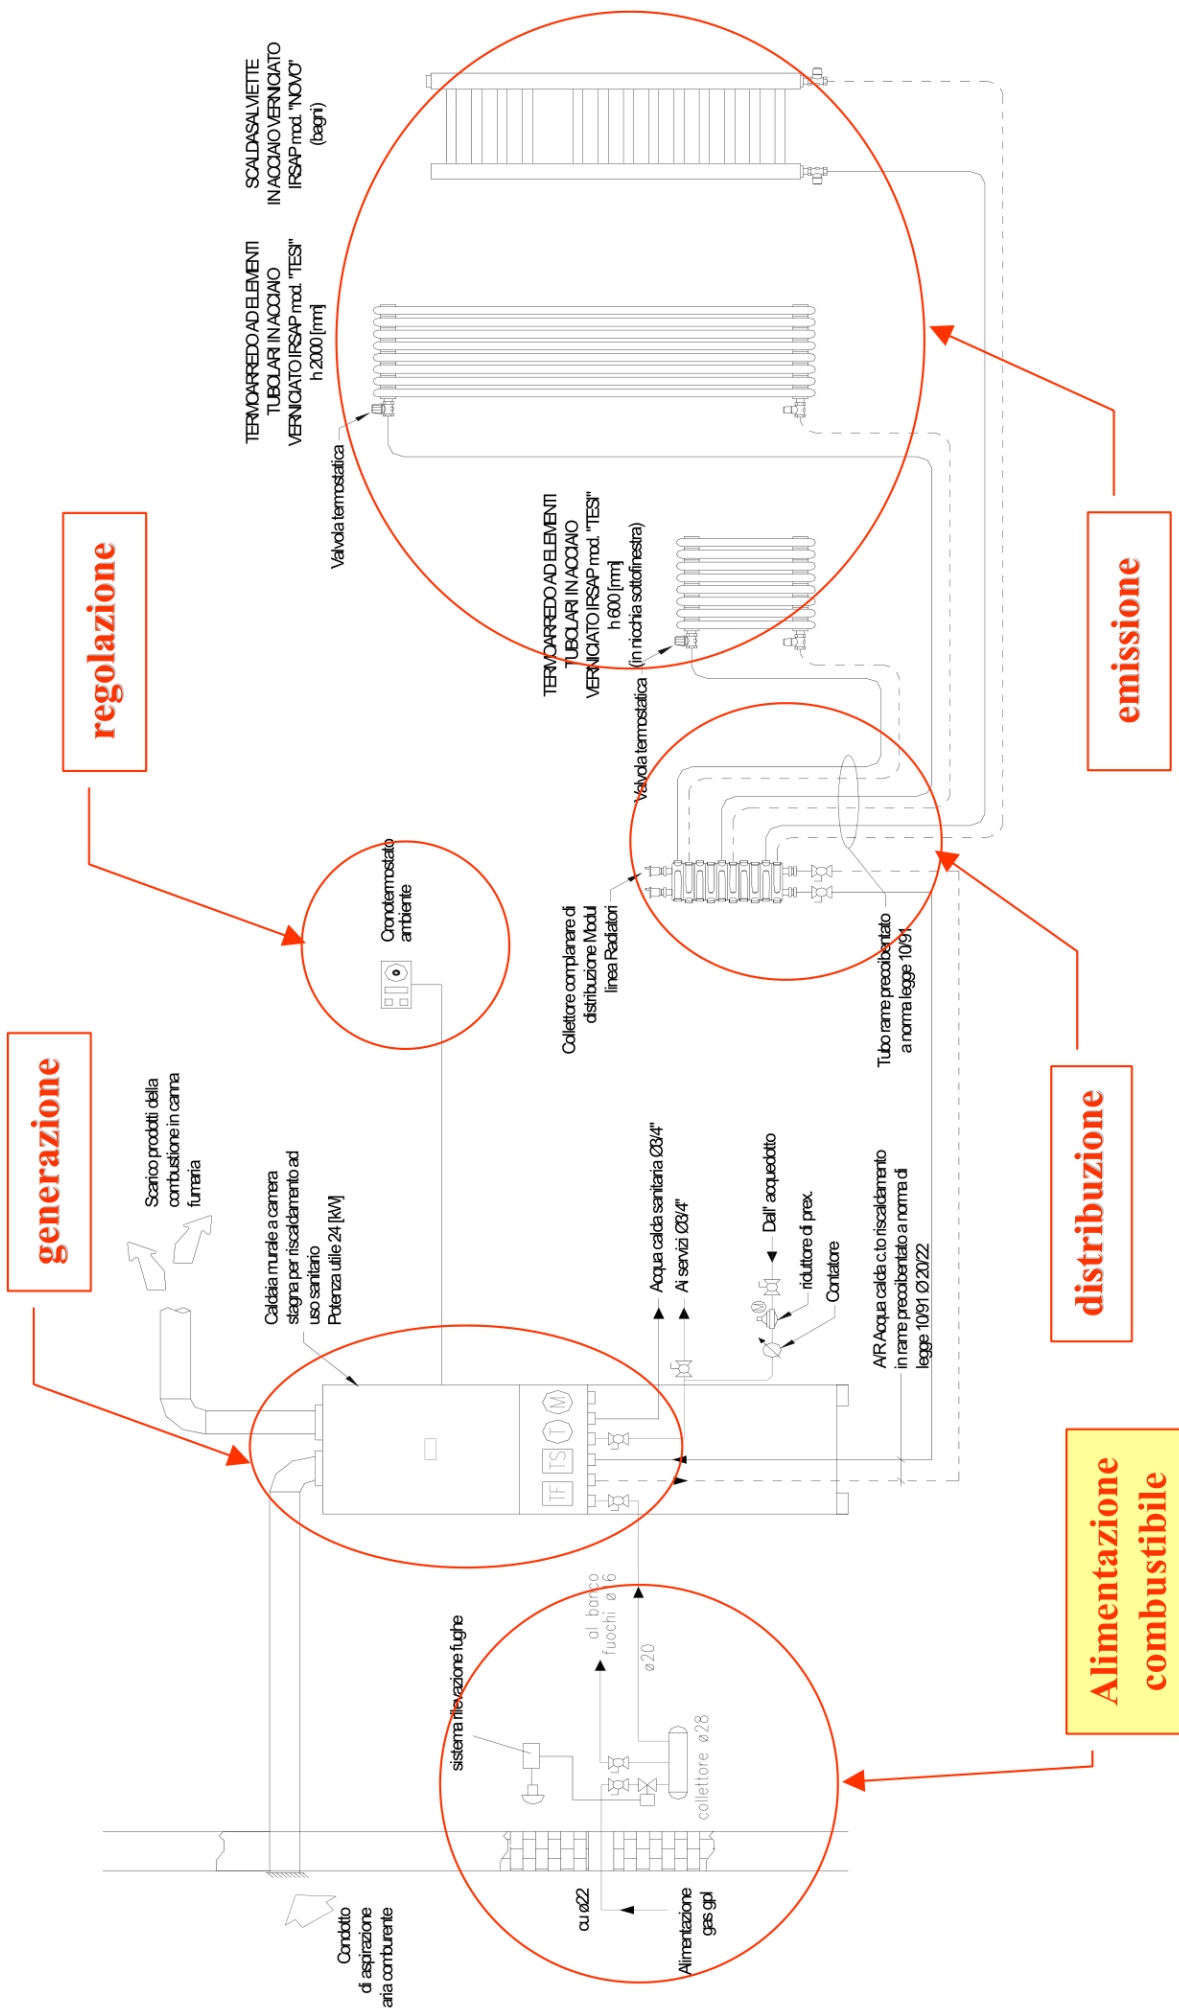 generazione
regolazione
Alimentazione
combustibile
distribuzione
emissione
Condotto
di aspirazione
aria comburente
Scarico prodotti della
combustione in canna
fumaria
Caldaia murale a camera
stagna per riscaldamento ad
uso sanitario
Potenza utile 24 [kW]
Cronotermostato
ambiente
Valvola termostatica
TERMOARREDO AD ELEMENTI
TUBOLARI IN ACCIAIO
VERNICIATO IRSAP mod. "TESI"
h 2000 [mm]
SCALDASALVIETTE
IN ACCIAIO VERNICIATO
IRSAP mod. "NOVO"
(bagni)
sistema rilevazione fughe
TF
TS
T
M
al banco
fuochi ø16
ø20
cu ø22
Alimentazione
gas gpl
collettore ø28
Acqua calda sanitaria Ø3/4"
Ai servizi Ø3/4"
M
Dall' acquedotto
riduttore di prex.
Contatore
A/R Acqua calda c.to riscaldamento
in rame precoibentato a norma di
legge 10/91 Ø 20/22
Collettore complanare di
distribuzione Modul
linea Radiatori
TERMOARREDO AD ELEMENTI
TUBOLARI IN ACCIAIO
VERNICIATO IRSAP mod. "TESI"
h 600 [mm]
(in nicchia sottofinestra)
Valvola termostatica
Tubo rame precoibentato
a norma legge 10/91